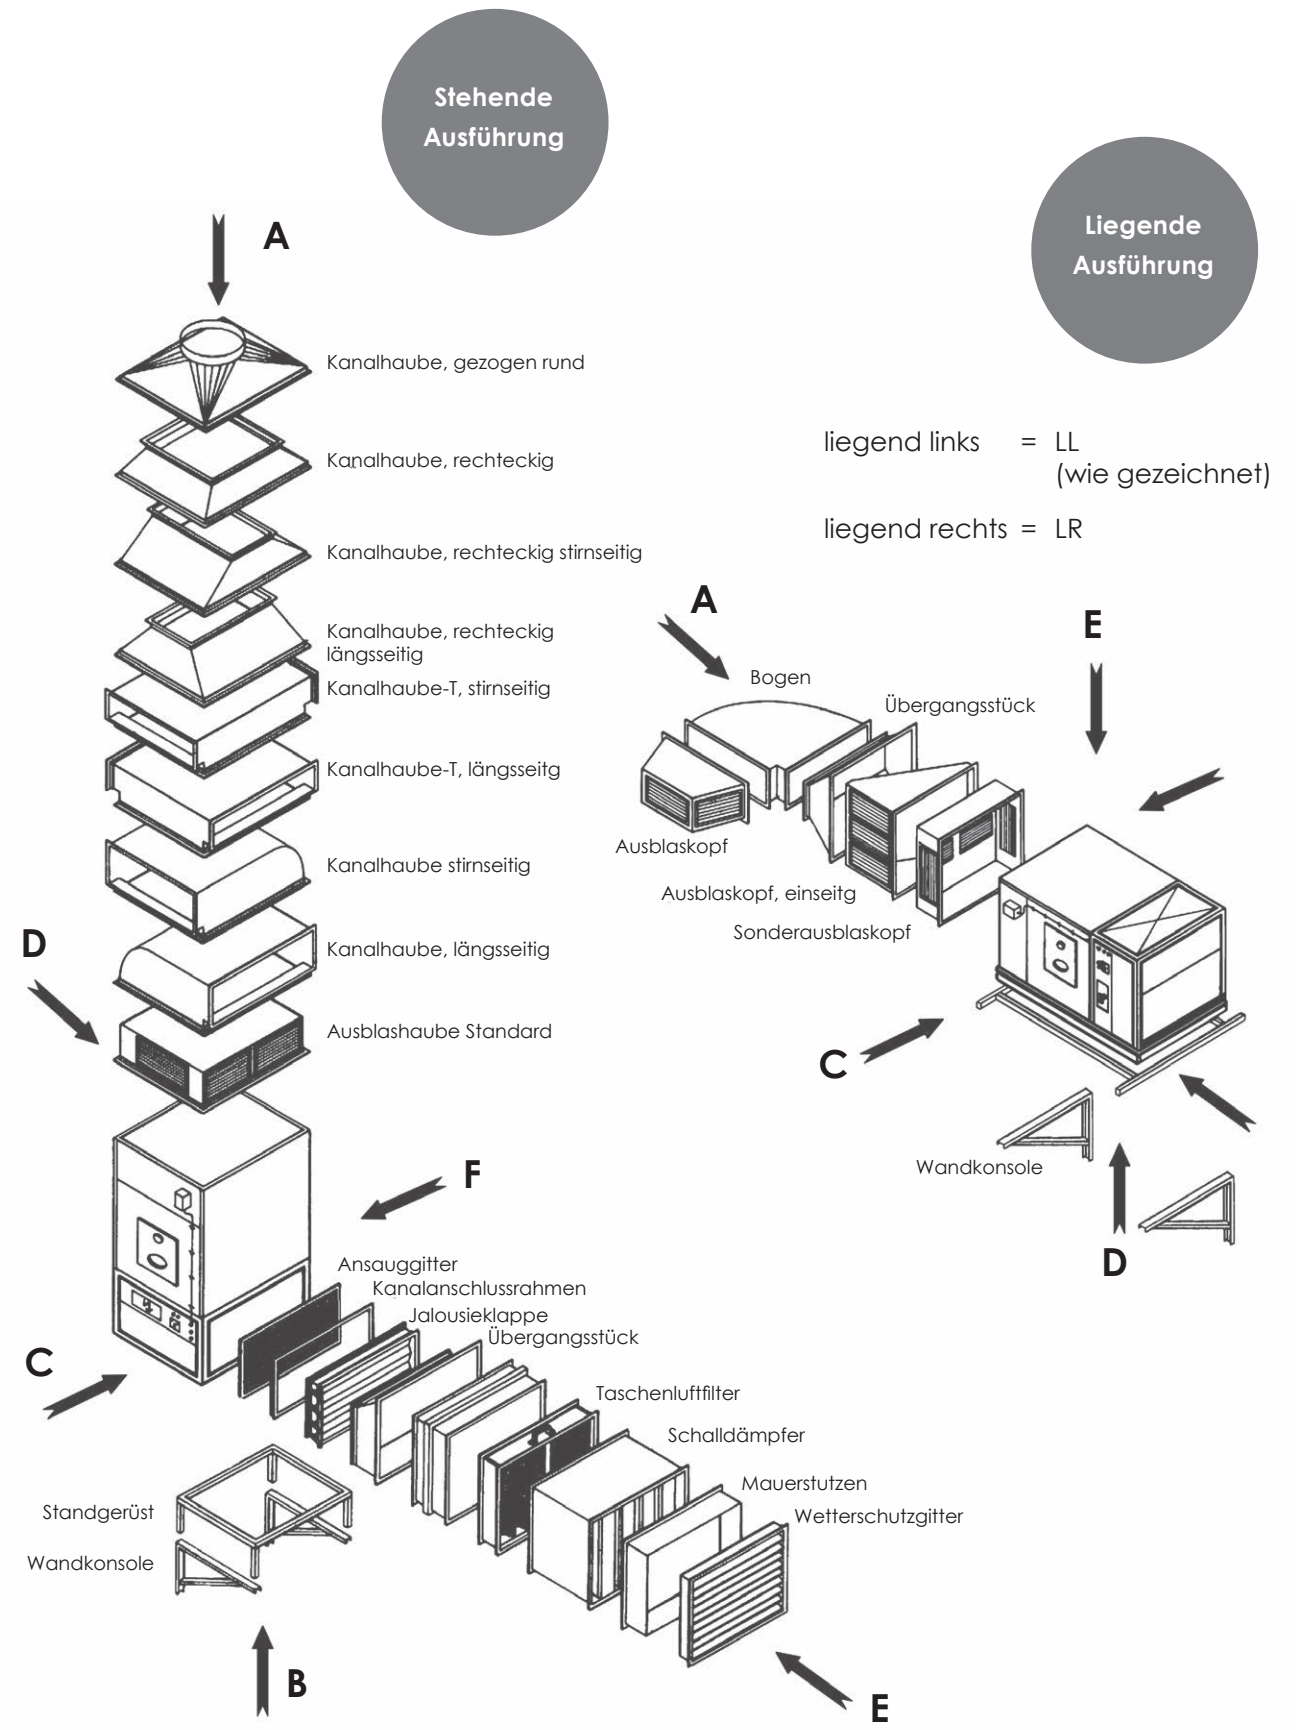 Stehende
Ausführung
Liegende
Ausführung
A
Kanalhaube, gezogen rund
Kanalhaube, rechteckig
Kanalhaube, rechteckig stirnseitig
Kanalhaube, rechteckig
längsseitig
Kanalhaube-T, stirnseitig
Kanalhaube-T, längsseitg
Kanalhaube stirnseitig
Kanalhaube, längsseitig
Ausblashaube Standard
D
F
Ansauggitter
Kanalanschlussrahmen
Jalousieklappe
Übergangsstück
Taschenluftfilter
Schalldämpfer
Mauerstutzen
Wetterschutzgitter
C
Standgerüst
Wandkonsole
B
E
liegend links = LL
(wie gezeichnet)
liegend rechts = LR
A
E
Bogen
Übergangsstück
Ausblaskopf
Ausblaskopf, einseitg
Sonderausblaskopf
C
Wandkonsole
D